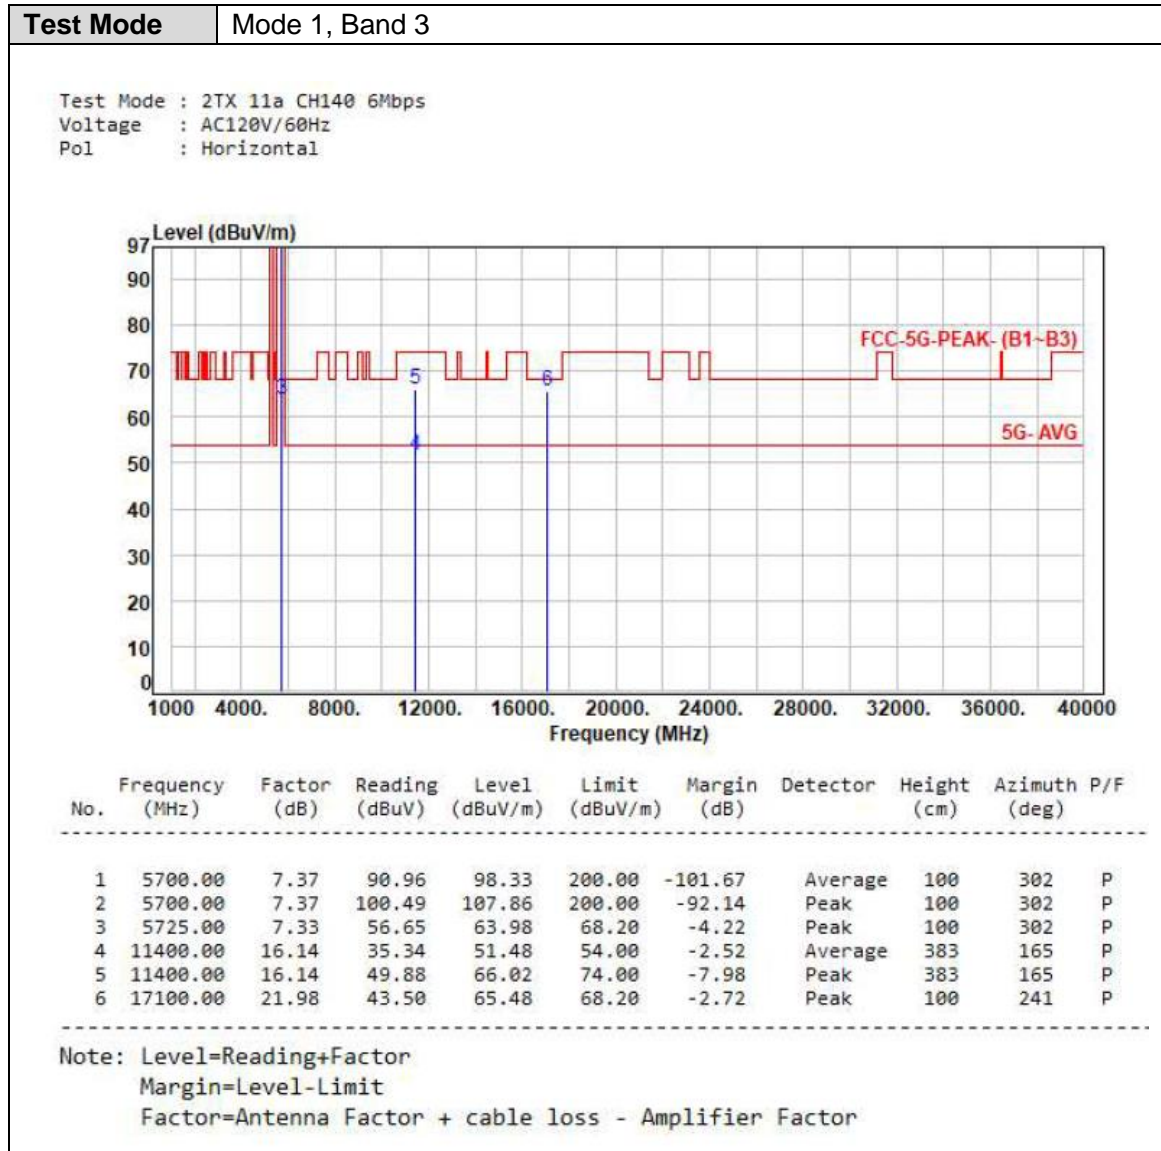 Test Mode Mode 1, Band 3
Test Mode : 2TX 11a CH140 6Mbps
Voltage : AC120V/60Hz
Pol : Horizontal
Level (dBuV/m)
97
90
80
70
60
50
40
30
20
10
0
FCC-5G-PEAK- (B1~B3)
5G- AVG
3
5
4
6
1000 4000. 8000. 12000. 16000. 20000. 24000. 28000. 32000. 36000. 40000
Frequency (MHz)
Frequency Factor Reading Level Limit Margin Detector Height Azimuth P/F
No. (MHz) (dB) (dBuV) (dBuV/m) (dBuV/m) (dB) (cm) (deg)
1 5700.00 7.37 90.96 98.33 200.00 -101.67 Average 100 302 P
2 5700.00 7.37 100.49 107.86 200.00 -92.14 Peak 100 302 P
3 5725.00 7.33 56.65 63.98 68.20 -4.22 Peak 100 302 P
4 11400.00 16.14 35.34 51.48 54.00 -2.52 Average 383 165 P
5 11400.00 16.14 49.88 66.02 74.00 -7.98 Peak 383 165 P
6 17100.00 21.98 43.50 65.48 68.20 -2.72 Peak 100 241 P
Note: Level=Reading+Factor
Margin=Level-Limit
Factor=Antenna Factor + cable loss - Amplifier Factor